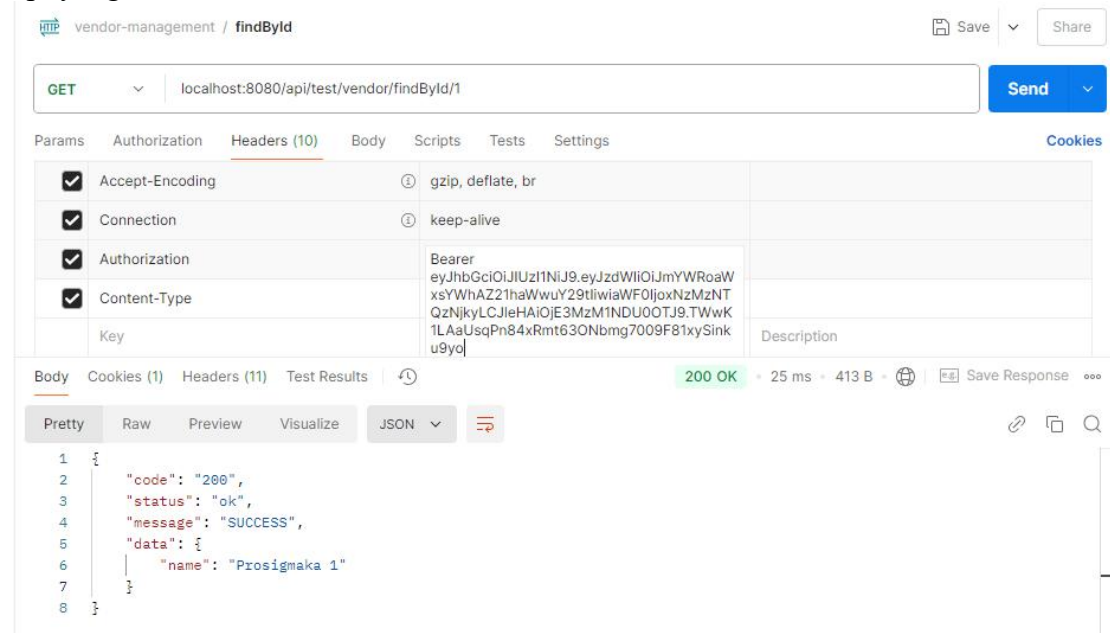 HTTP vendor-management / findById Save Share
GET localhost:8080/api/test/vendor/findById/1 Send
Params Authorization Headers (10) Body Scripts Tests Settings Cookies
Accept-Encoding gzip, deflate, br
Connection keep-alive
Authorization Bearer
eyJhbGciOiJIUzI1NiJ9.eyJzdWIiOiJmYWRoaW
Content-Type xsYWhAZ21haWwuY29tIiwiaWF0IjoxNzMzNT
QzNjkyLCJleHAiOjE3MzM1NDU0OTJ9.TWwK
Key 1LAaUsqPn84xRmt63ONbmg7009F81xySink Description
u9yo
Body Cookies (1) Headers (11) Test Results 200 OK 25 ms 413 B e.g. Save Response
Pretty Raw Preview Visualize JSON
1 {
2 "code": "200",
3 "status": "ok",
4 "message": "SUCCESS",
5 "data": {
6 "name": "Prosigmaka 1"
7 }
8 }